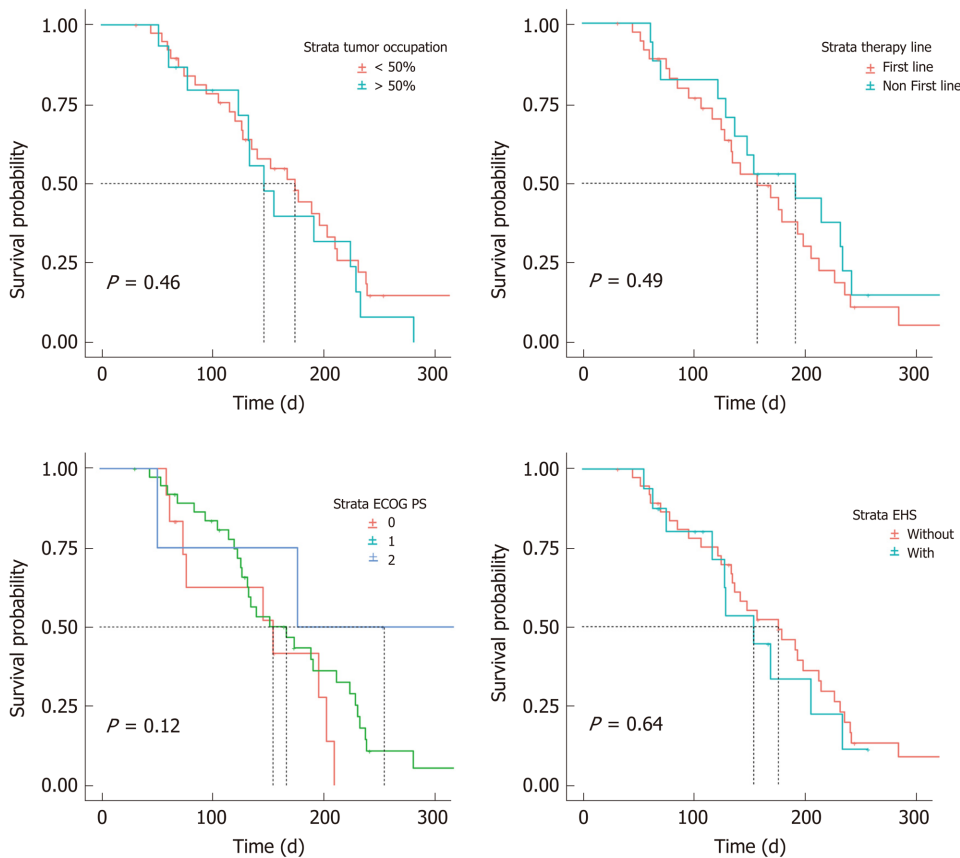 Strata tumor occupation
< 50%
> 50%
1.00
0.75
0.50
0.25
0.00
Survival probability
P = 0.46
0 100 200 300
Time (d)
Strata therapy line
First line
Non First line
1.00
0.75
0.50
0.25
0.00
Survival probability
P = 0.49
0 100 200 300
Time (d)
Strata ECOG PS
0
1
2
1.00
0.75
0.50
0.25
0.00
Survival probability
P = 0.12
0 100 200 300
Time (d)
Strata EHS
Without
With
1.00
0.75
0.50
0.25
0.00
Survival probability
P = 0.64
0 100 200 300
Time (d)